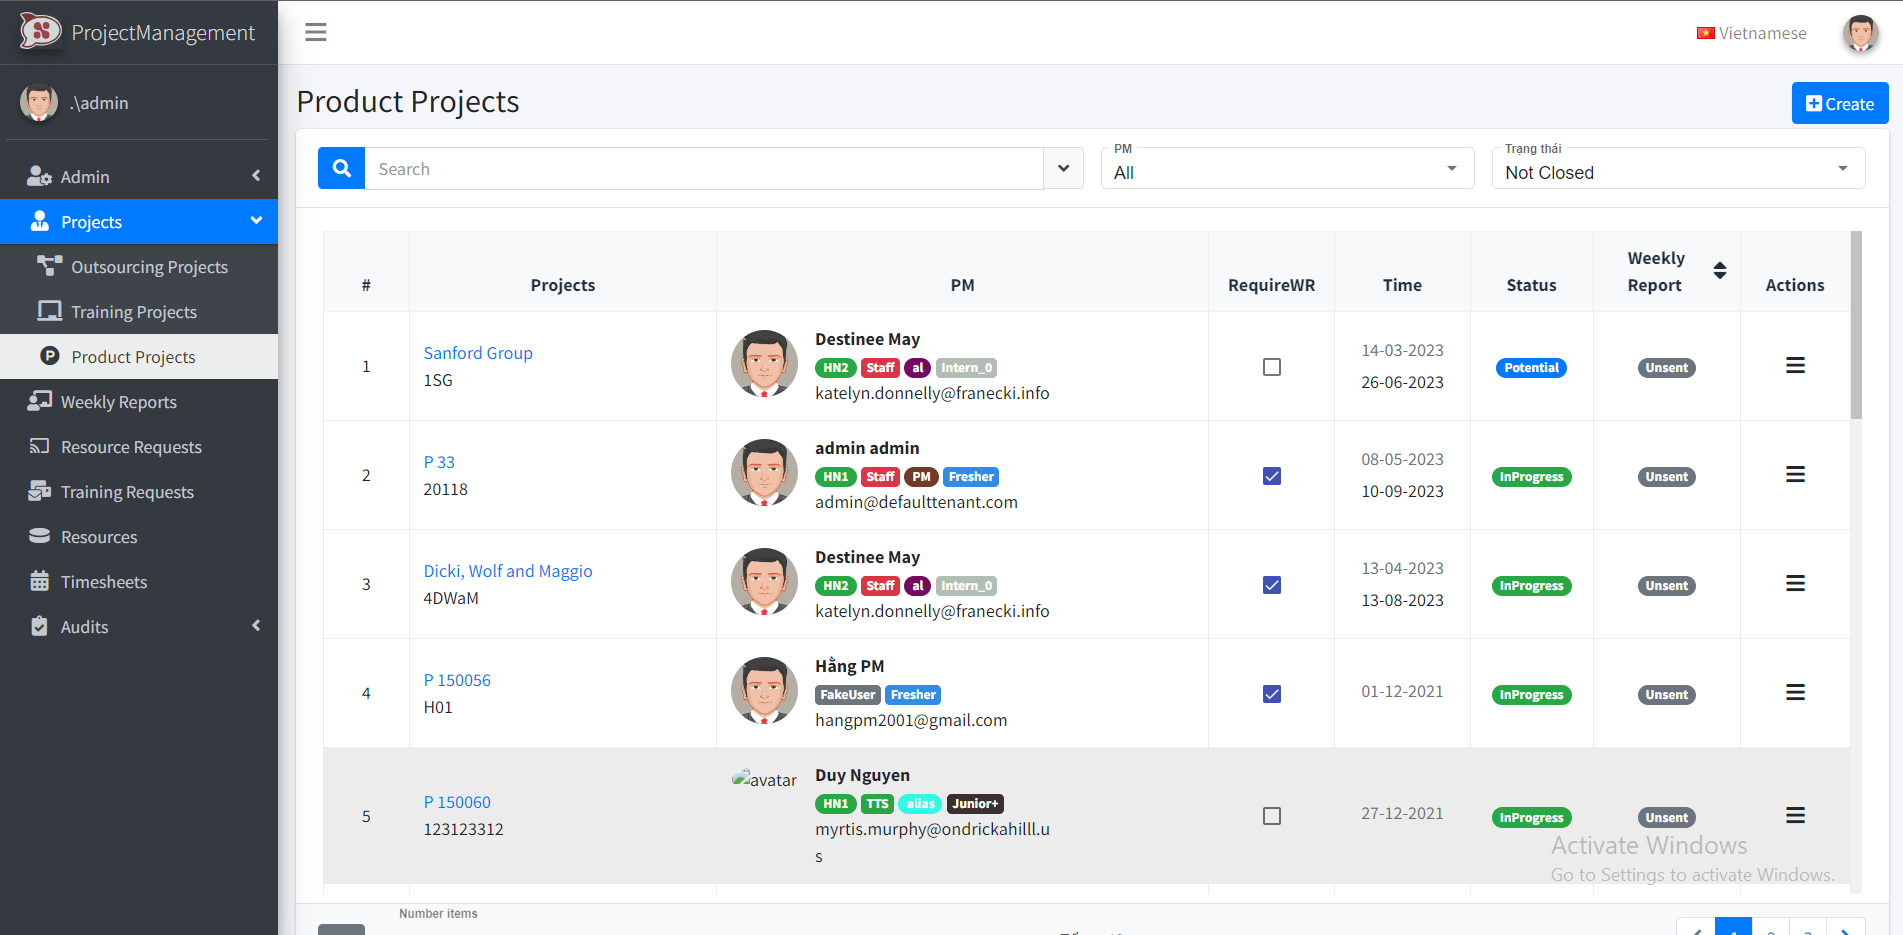 ProjectManagement
Vietnamese
.\admin
Product Projects
Create
Admin
Projects
Outsourcing Projects
Training Projects
Product Projects
Weekly Reports
Resource Requests
Training Requests
Resources
Timesheets
Audits
Search
PM
All
Trạng thái
Not Closed
# Projects PM RequireWR Time Status Weekly Report Actions
1
Sanford Group
1SG
Destinee May
HN2 Staff al Intern_0
katelyn.donnelly@franecki.info
14-03-2023
26-06-2023
Potential
Unsent
2
P 33
20118
admin admin
HN1 Staff PM Fresher
admin@defaulttenant.com
08-05-2023
10-09-2023
InProgress
Unsent
3
Dicki, Wolf and Maggio
4DWaM
Destinee May
HN2 Staff al Intern_0
katelyn.donnelly@franecki.info
13-04-2023
13-08-2023
InProgress
Unsent
4
P 150056
H01
Hằng PM
FakeUser Fresher
hangpm2001@gmail.com
01-12-2021
InProgress
Unsent
5
P 150060
123123312
avatar
Duy Nguyen
HN1 TTS alias Junior+
myrtis.murphy@ondrickahilll.u
s
27-12-2021
InProgress
Unsent
Activate Windows
Go to Settings to activate Windows.
Number items